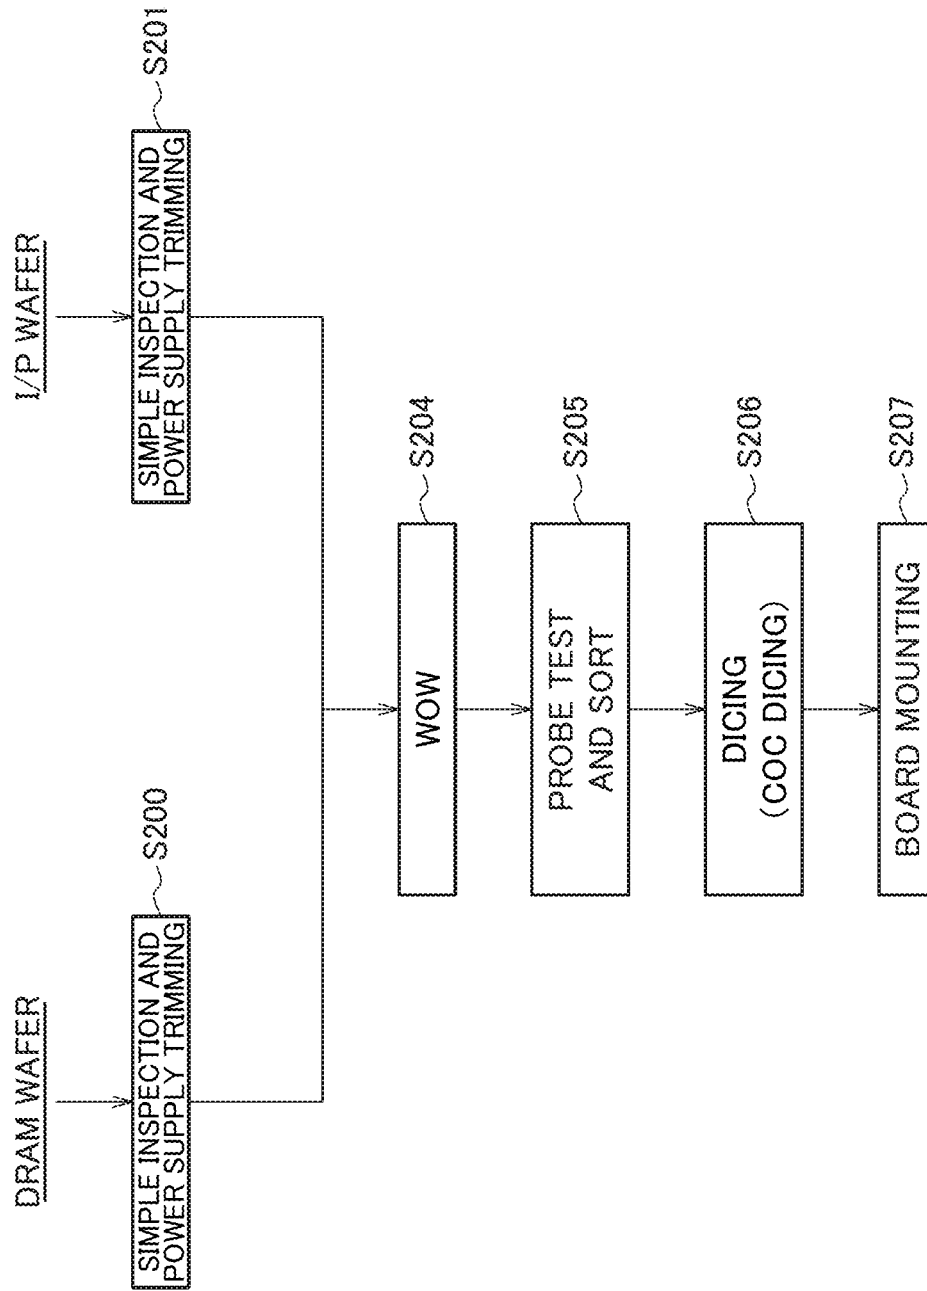 DRAM WAFER
I/P WAFER
SIMPLE INSPECTION AND
POWER SUPPLY TRIMMING
S200
SIMPLE INSPECTION AND
POWER SUPPLY TRIMMING
S201
WOW
S204
PROBE TEST
AND SORT
S205
DICING
(COC DICING)
S206
BOARD MOUNTING
S207